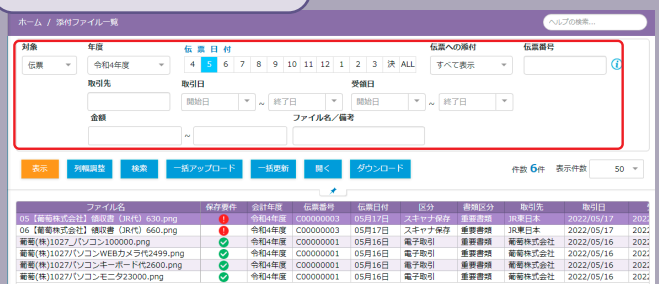 ホーム / 添付ファイル一覧 ヘルプの検索...
対象 年度 伝票日付 伝票への添付 伝票番号
伝票 令和4年度 4 5 6 7 8 9 10 11 12 1 2 3 決 ALL すべて表示
取引先 取引日 受領日
開始日 ~ 終了日 開始日 ~ 終了日
金額 ファイル名/備考
~
表示 列幅調整 検索 一括アップロード 一括更新 開く ダウンロード 件数 6件 表示件数 50
ファイル名 保存要件 会計年度 伝票番号 伝票日付 区分 書類区分 取引先 取引日
05【葡萄株式会社】領収書（JR代）630.png 令和4年度 C00000003 05月17日 スキャナ保存 重要書類 JR東日本 2022/05/17 2022
06【葡萄株式会社】領収書（JR代）660.png 令和4年度 C00000003 05月17日 スキャナ保存 重要書類 JR東日本 2022/05/17 2022
葡萄(株)1027_パソコン100000.png 令和4年度 C00000001 05月16日 電子取引 重要書類 葡萄株式会社 2022/05/16 2022
葡萄(株)1027パソコンWEBカメラ代2499.png 令和4年度 C00000001 05月16日 電子取引 重要書類 葡萄株式会社 2022/05/16 2022
葡萄(株)1027パソコンキーボード代2600.png 令和4年度 C00000001 05月16日 電子取引 重要書類 葡萄株式会社 2022/05/16 2022
葡萄(株)1027パソコンモニタ23000.png 令和4年度 C00000001 05月16日 電子取引 重要書類 葡萄株式会社 2022/05/16 2022